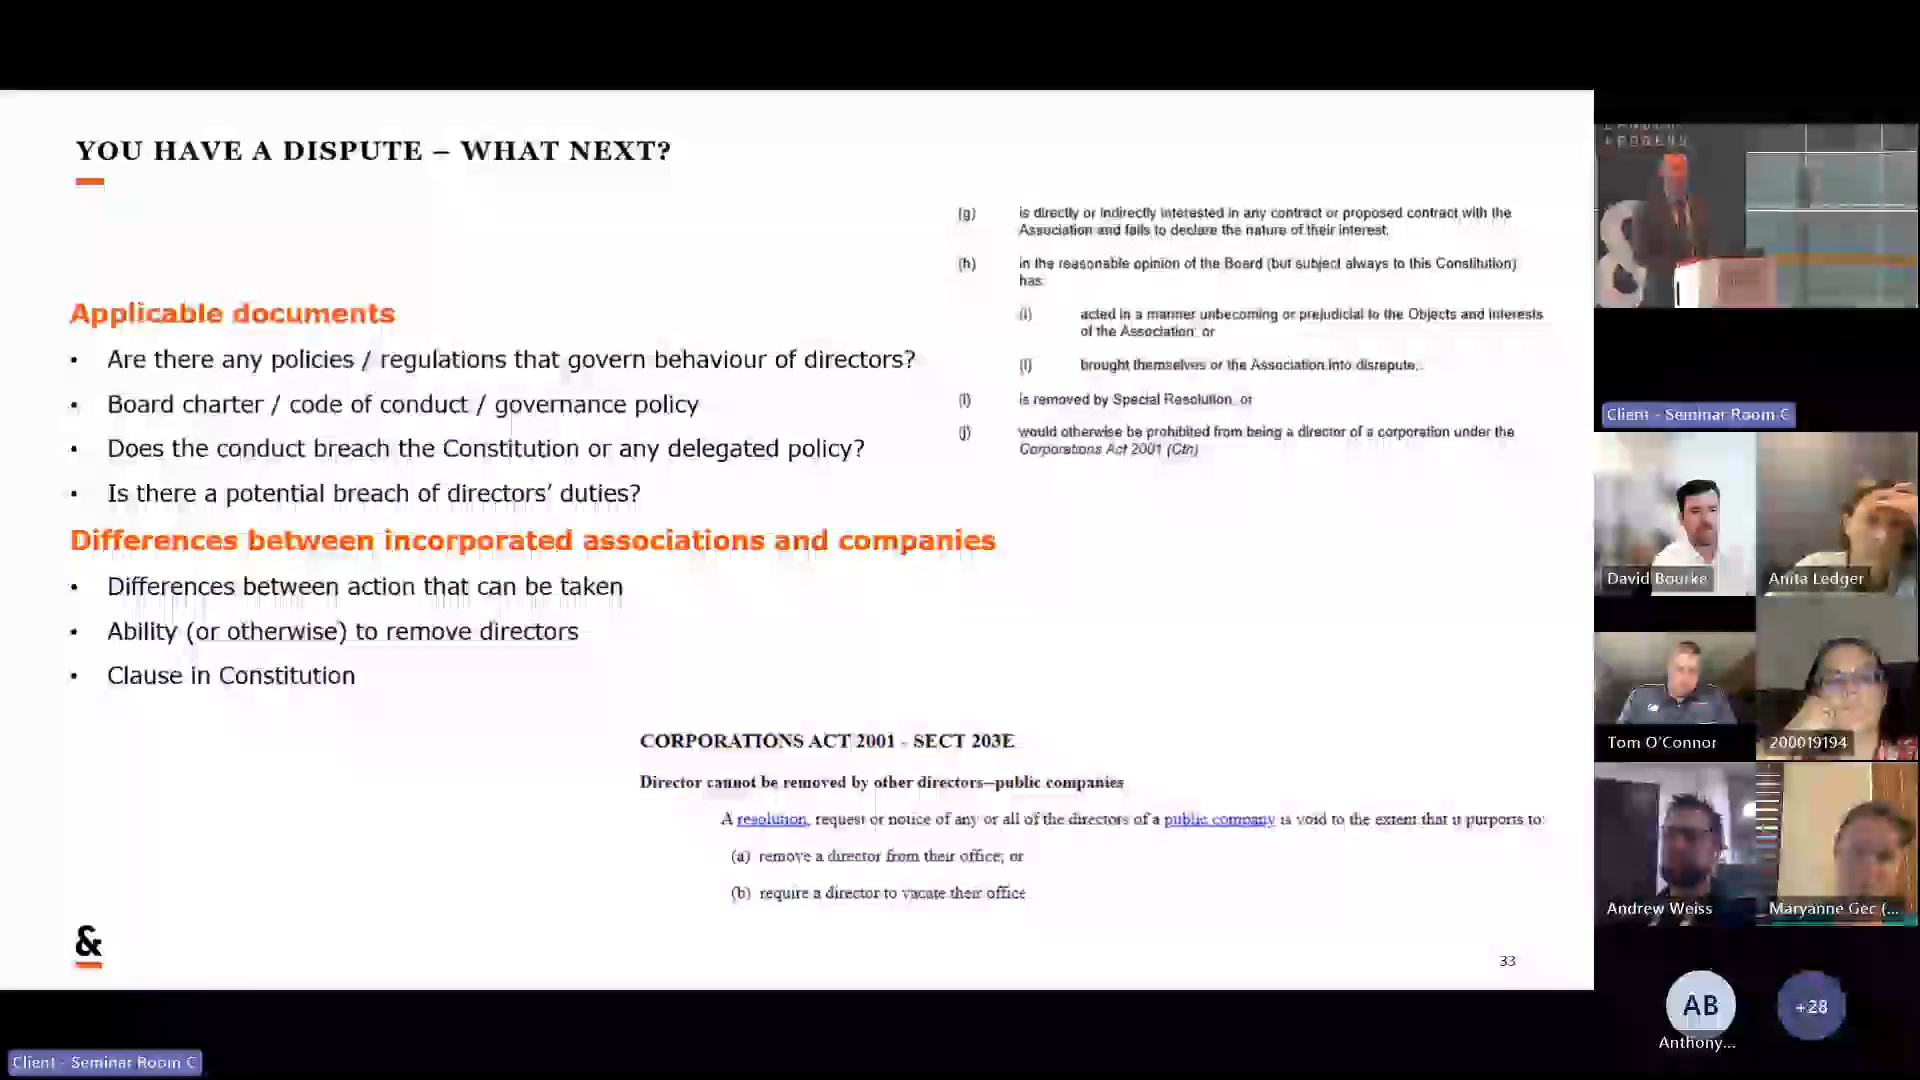 YOU HAVE A DISPUTE – WHAT NEXT?
Applicable documents
• Are there any policies / regulations that govern behaviour of directors?
• Board charter / code of conduct / governance policy
• Does the conduct breach the Constitution or any delegated policy?
• Is there a potential breach of directors’ duties?
Differences between incorporated associations and companies
• Differences between action that can be taken
• Ability (or otherwise) to remove directors
• Clause in Constitution
(g) is directly or indirectly interested in any contract or proposed contract with the
Association and fails to declare the nature of their interest.
(h) in the reasonable opinion of the Board (but subject always to this Constitution)
has:
(i) acted in a manner unbecoming or prejudicial to the Objects and interests
of the Association; or
brought themselves or the Association into disrepute.
(i) is removed by Special Resolution, or
(j) would otherwise be prohibited from being a director of a corporation under the
Corporations Act 2001 (Cth)
CORPORATIONS ACT 2001 - SECT 203E
Director cannot be removed by other directors--public companies
A resolution, request or notice of any or all of the directors of a public company is void to the extent that it purports to:
(a) remove a director from their office; or
(b) require a director to vacate their office
&
33
&
Client - Seminar Room C
David Bourke
Anita Ledger
Tom O'Connor
200019194
Andrew Weiss
Maryanne Gec (...
AB
+28
Anthony...
Client - Seminar Room C